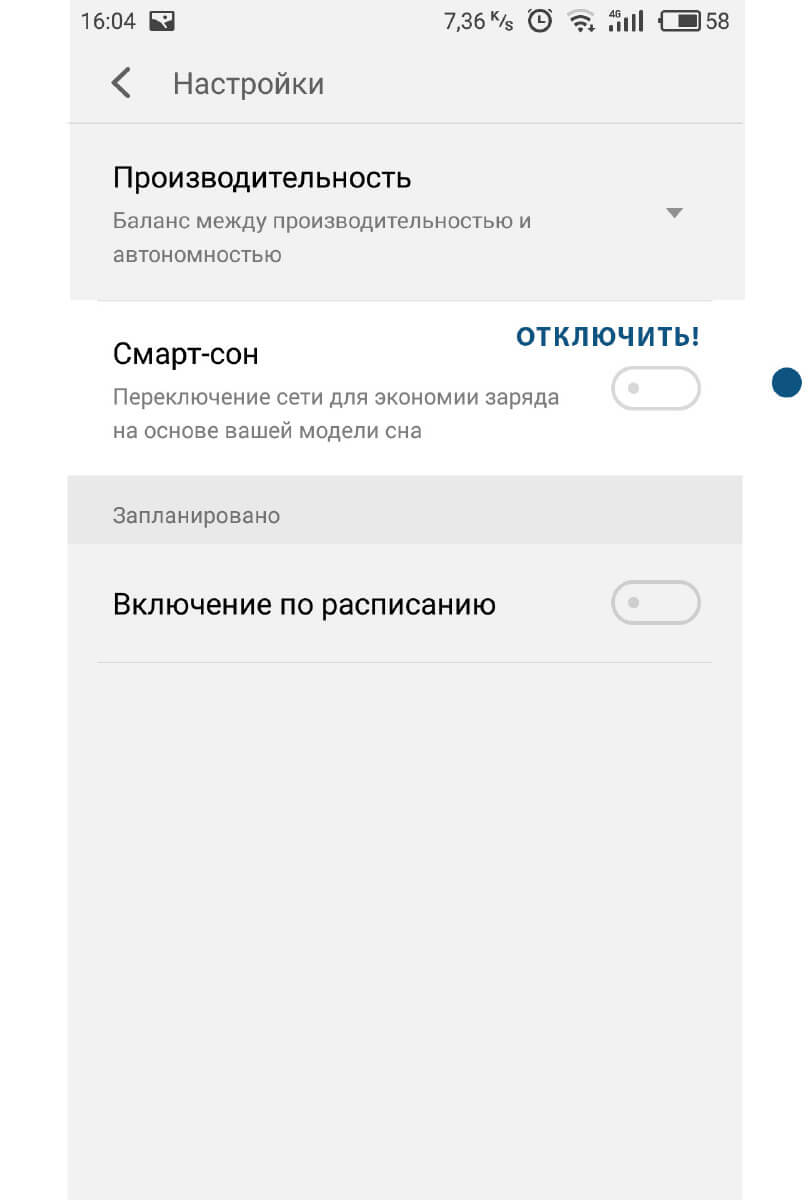 16:04 7,36 K/s 4G 58
Настройки
Производительность
Баланс между производительностью и
автономностью
ОТКЛЮЧИТЬ!
Смарт-сон
Переключение сети для экономии заряда
на основе вашей модели сна
Запланировано
Включение по расписанию